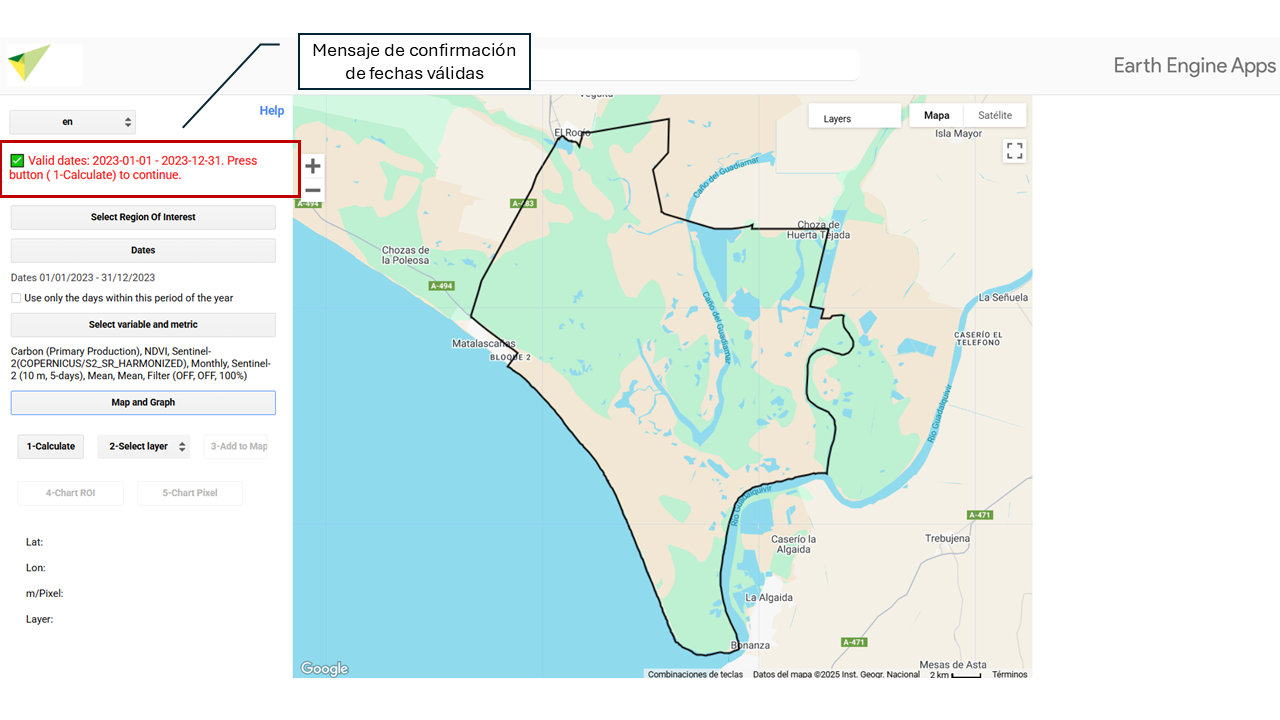 Mensaje de confirmación
de fechas válidas
Earth Engine Apps
Help
en
✅ Valid dates: 2023-01-01 - 2023-12-31. Press
button ( 1-Calculate) to continue.
Select Region Of Interest
Dates
Dates 01/01/2023 - 31/12/2023
Use only the days within this period of the year
Select variable and metric
Carbon (Primary Production), NDVI, Sentinel-
2(COPERNICUS/S2_SR_HARMONIZED), Monthly, Sentinel-
2 (10 m, 5-days), Mean, Mean, Filter (OFF, OFF, 100%)
Map and Graph
1-Calculate
2-Select layer
3-Add to Map
4-Chart ROI
5-Chart Pixel
Lat:
Lon:
m/Pixel:
Layer:
+
−
Layers
Mapa
Satélite
El Rocío
Isla Mayor
Caño del Guadiamar
A-494
A-483
Choza de
Huerta Tejada
Chozas de
la Poleosa
A-494
La Señuela
Caño del Guadiamar
Matalascañas
BLOQUE 2
CASERÍO EL
TELEFONO
Río Guadalquivir
Río Guadalquivir
A-471
Caserío la
Algaida
Trebujena
La Algaida
Bonanza
A-471
Mesas de Asta
Google
Combinaciones de teclas
Datos del mapa ©2025 Inst. Geogr. Nacional
2 km
Términos